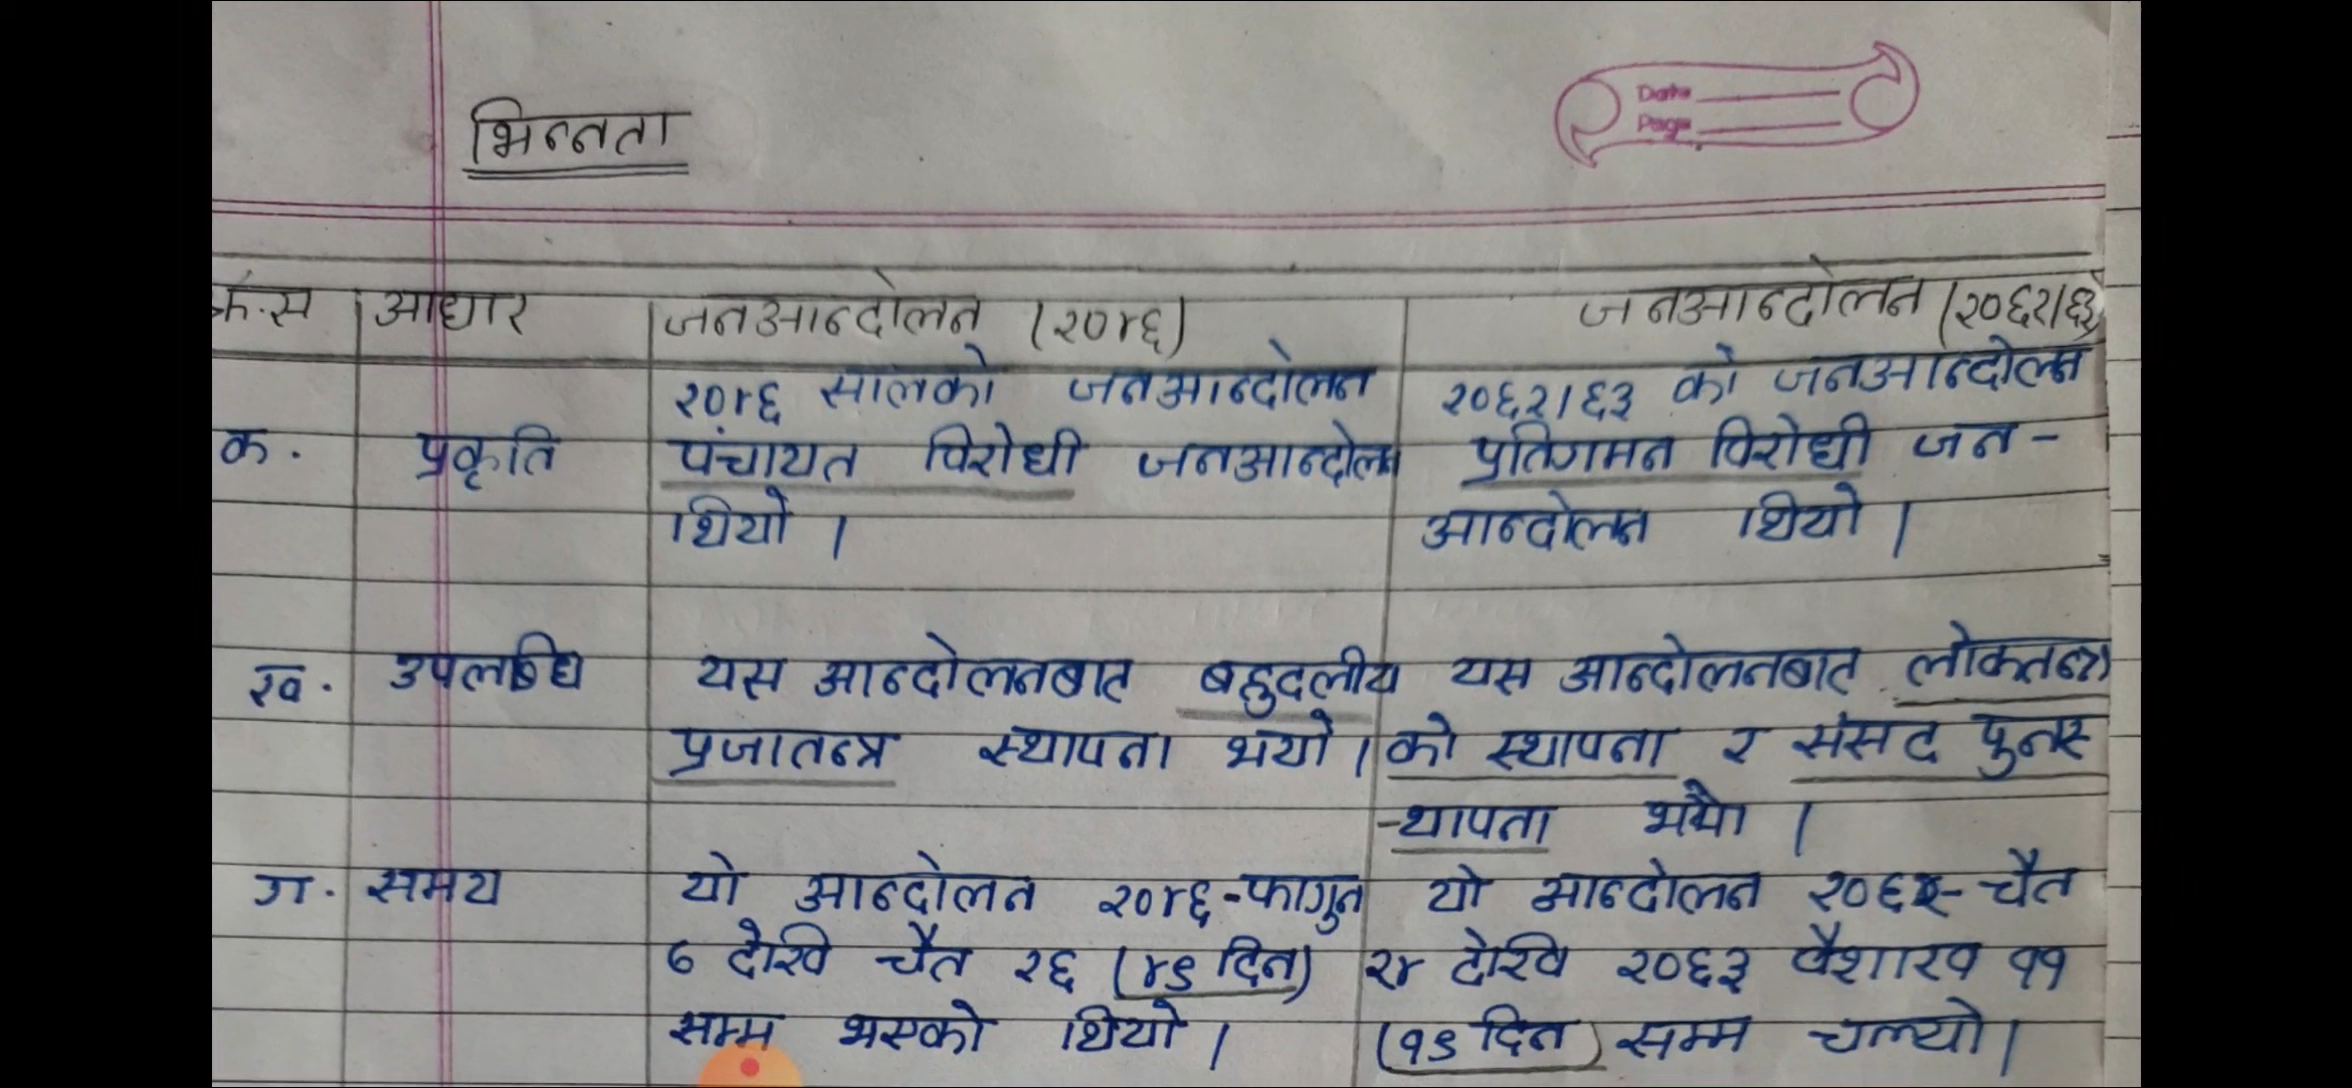 भिन्नता
Date
Page
क्र.स आधार जनआन्दोलन (२०४६) जनआन्दोलन (२०६२/६३)
२०४६ सालको जनआन्दोलन २०६२/६३ को जनआन्दोलन
क. प्रकृति पंचायत विरोधी जनआन्दोलन प्रतिगमन विरोधी जन-
थियो । आन्दोलन थियो ।
ख. उपलब्धि यस आन्दोलनबाट बहुदलीय यस आन्दोलनबाट लोकतन्त्र
प्रजातन्त्र स्थापना भयो । को स्थापना र संसद पुनस
-थापना भयो ।
ग. समय यो आन्दोलन २०४६-फागुन यो आन्दोलन २०६२-चैत
७ देखि चैत २६ (४९ दिन) २४ देखि २०६३ वैशाख ११
सम्म भएको थियो । (१९ दिन) सम्म चल्यो ।